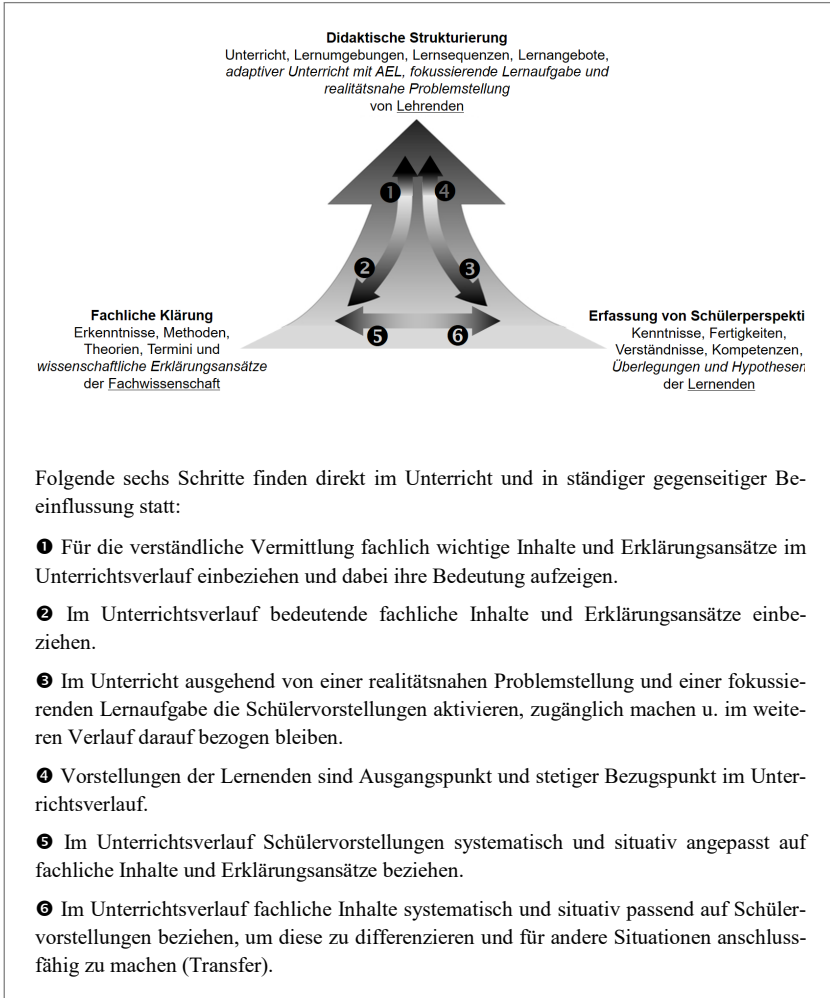 Didaktische Strukturierung
Unterricht, Lernumgebungen, Lernsequenzen, Lernangebote,
adaptiver Unterricht mit AEL, fokussierende Lernaufgabe und
realitätsnahe Problemstellung
von Lehrenden
❶
❹
❷
❸
Fachliche Klärung
Erkenntnisse, Methoden,
Theorien, Termini und
wissenschaftliche Erklärungsansätze
der Fachwissenschaft
❺
❻
Erfassung von Schülerperspekti
Kenntnisse, Fertigkeiten,
Verständnisse, Kompetenzen,
Überlegungen und Hypothesen
der Lernenden
Folgende sechs Schritte finden direkt im Unterricht und in ständiger gegenseitiger Be-
einflussung statt:
❶ Für die verständliche Vermittlung fachlich wichtige Inhalte und Erklärungsansätze im
Unterrichtsverlauf einbeziehen und dabei ihre Bedeutung aufzeigen.
❷ Im Unterrichtsverlauf bedeutende fachliche Inhalte und Erklärungsansätze einbe-
ziehen.
❸ Im Unterricht ausgehend von einer realitätsnahen Problemstellung und einer fokussie-
renden Lernaufgabe die Schülervorstellungen aktivieren, zugänglich machen u. im weite-
ren Verlauf darauf bezogen bleiben.
❹ Vorstellungen der Lernenden sind Ausgangspunkt und stetiger Bezugspunkt im Unter-
richtsverlauf.
❺ Im Unterrichtsverlauf Schülervorstellungen systematisch und situativ angepasst auf
fachliche Inhalte und Erklärungsansätze beziehen.
❻ Im Unterrichtsverlauf fachliche Inhalte systematisch und situativ passend auf Schüler-
vorstellungen beziehen, um diese zu differenzieren und für andere Situationen anschluss-
fähig zu machen (Transfer).